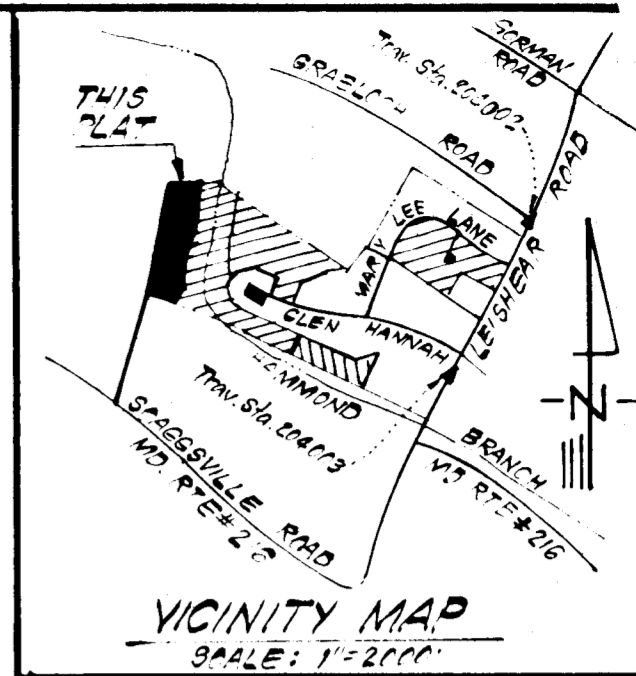 GORMAN
ROAD
Trav. Sta. 204002
GRAELOCH
ROAD
THIS
PLAT
ROAD
LEISHEAR
MARY LEE LANE
GLEN HANNAH
HAMMOND
BRANCH
Trav. Sta. 204003
SCAGGSVILLE
ROAD
MD. RTE # 216
MD RTE # 216
N
VICINITY MAP
SCALE: 1"=2000'